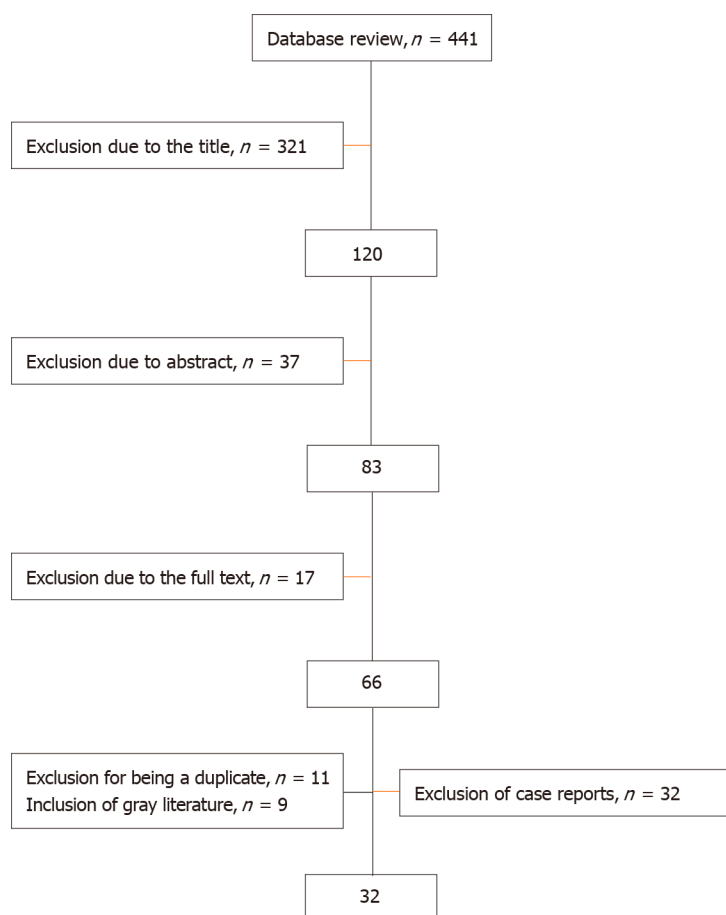 Database review, n = 441
Exclusion due to the title, n = 321
120
Exclusion due to abstract, n = 37
83
Exclusion due to the full text, n = 17
66
Exclusion for being a duplicate, n = 11
Inclusion of gray literature, n = 9
Exclusion of case reports, n = 32
32